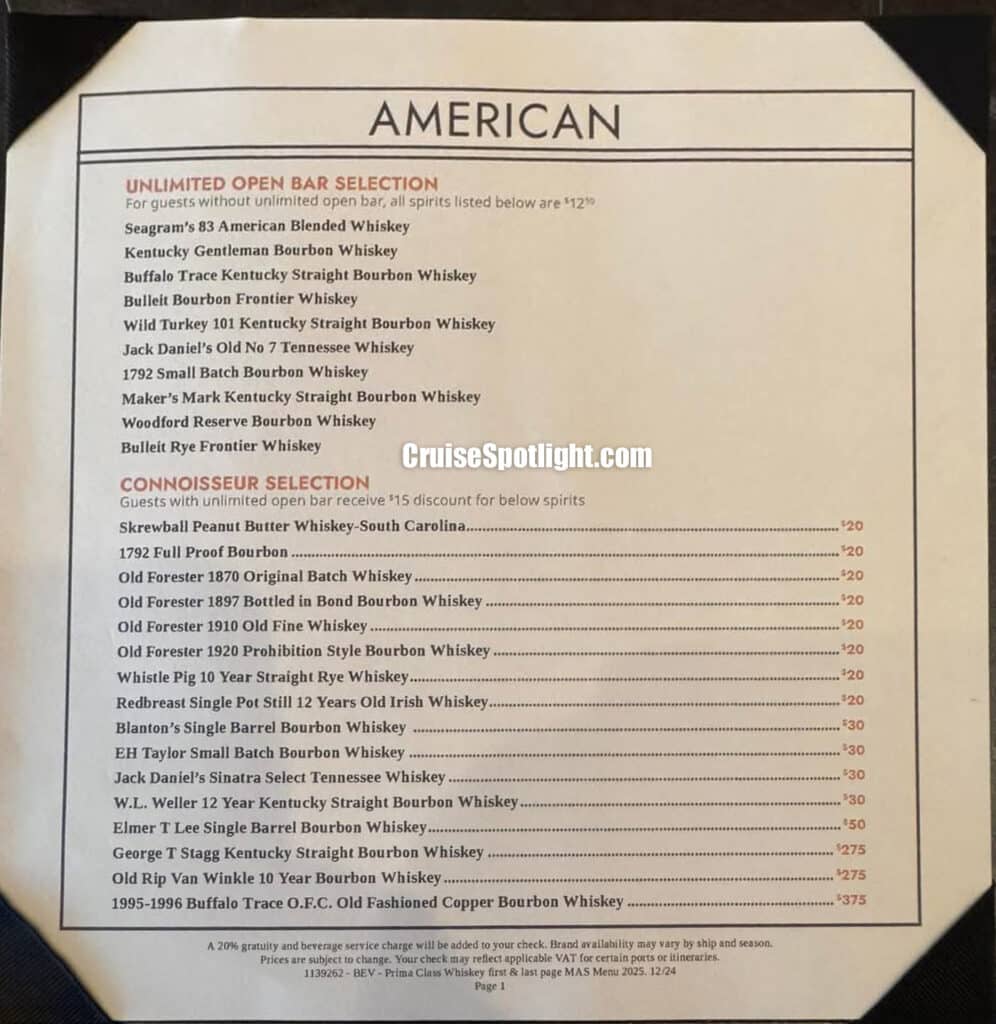 AMERICAN
UNLIMITED OPEN BAR SELECTION
For guests without unlimited open bar, all spirits listed below are $12⁵⁰
Seagram's 83 American Blended Whiskey
Kentucky Gentleman Bourbon Whiskey
Buffalo Trace Kentucky Straight Bourbon Whiskey
Bulleit Bourbon Frontier Whiskey
Wild Turkey 101 Kentucky Straight Bourbon Whiskey
Jack Daniel's Old No 7 Tennessee Whiskey
1792 Small Batch Bourbon Whiskey
Maker's Mark Kentucky Straight Bourbon Whiskey
Woodford Reserve Bourbon Whiskey
Bulleit Rye Frontier Whiskey
CruiseSpotlight.com
CONNOISSEUR SELECTION
Guests with unlimited open bar receive $15 discount for below spirits
Skrewball Peanut Butter Whiskey-South Carolina $20
1792 Full Proof Bourbon $20
Old Forester 1870 Original Batch Whiskey $20
Old Forester 1897 Bottled in Bond Bourbon Whiskey $20
Old Forester 1910 Old Fine Whiskey $20
Old Forester 1920 Prohibition Style Bourbon Whiskey $20
Whistle Pig 10 Year Straight Rye Whiskey $20
Redbreast Single Pot Still 12 Years Old Irish Whiskey $20
Blanton's Single Barrel Bourbon Whiskey $30
EH Taylor Small Batch Bourbon Whiskey $30
Jack Daniel's Sinatra Select Tennessee Whiskey $30
W.L. Weller 12 Year Kentucky Straight Bourbon Whiskey $30
Elmer T Lee Single Barrel Bourbon Whiskey $50
George T Stagg Kentucky Straight Bourbon Whiskey $275
Old Rip Van Winkle 10 Year Bourbon Whiskey $275
1995-1996 Buffalo Trace O.F.C. Old Fashioned Copper Bourbon Whiskey $375
A 20% gratuity and beverage service charge will be added to your check. Brand availability may vary by ship and season.
Prices are subject to change. Your check may reflect applicable VAT for certain ports or itineraries.
1139262 - BEV - Prima Class Whiskey first & last page MAS Menu 2025. 12/24
Page 1